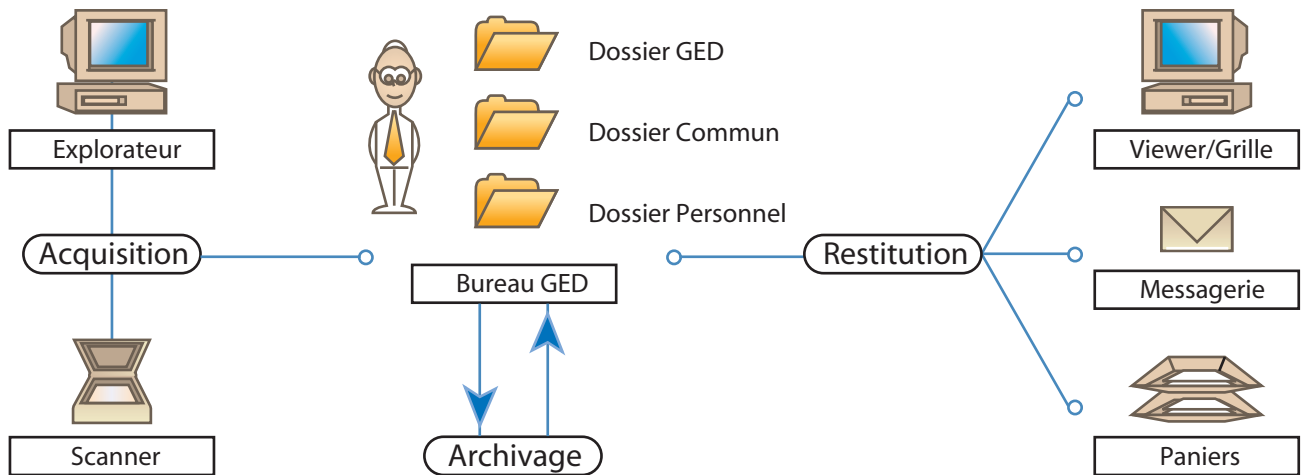 Dossier GED
Dossier Commun
Explorateur
Viewer/Grille
Dossier Personnel
Acquisition
Restitution
Bureau GED
Messagerie
Scanner
Archivage
Paniers